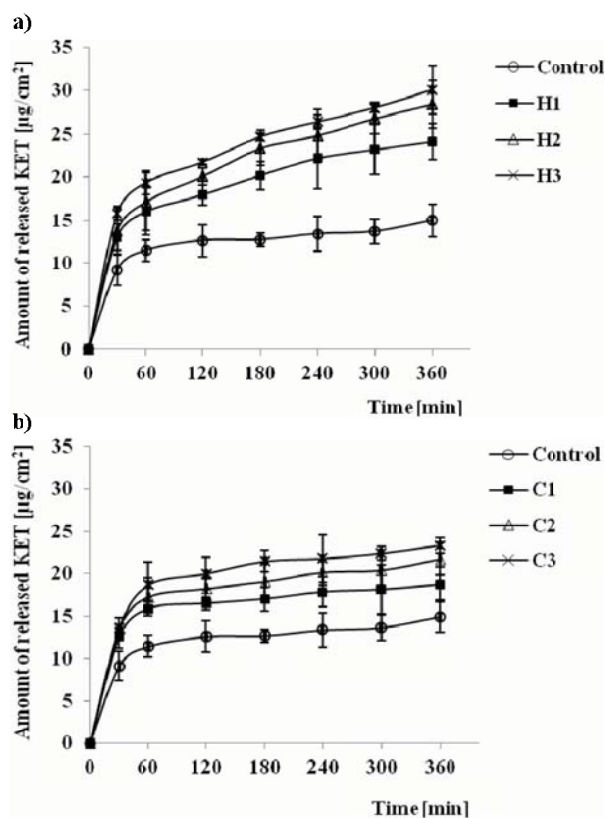 a)
Amount of released KET [µg/cm²]
35
30
25
20
15
10
5
0
0 60 120 180 240 300 360
Time [min]
Control
H1
H2
H3
b)
Amount of released KET [µg/cm²]
35
30
25
20
15
10
5
0
0 60 120 180 240 300 360
Time [min]
Control
C1
C2
C3